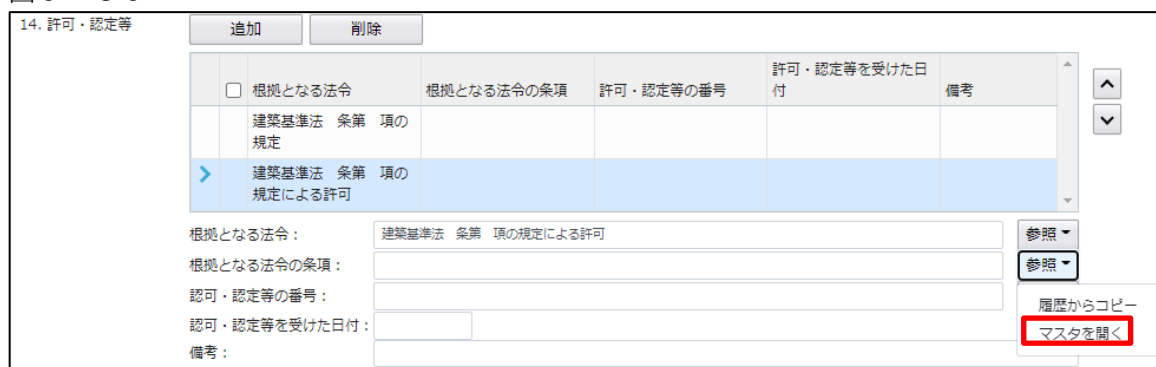 14. 許可・認定等
追加 削除
根拠となる法令 根拠となる法令の条項 許可・認定等の番号 許可・認定等を受けた日付 備考
建築基準法 条第 項の
規定
建築基準法 条第 項の
規定による許可
根拠となる法令： 建築基準法 条第 項の規定による許可 参照
根拠となる法令の条項： 参照
認可・認定等の番号：
履歴からコピー
認可・認定等を受けた日付：
マスタを開く
備考：